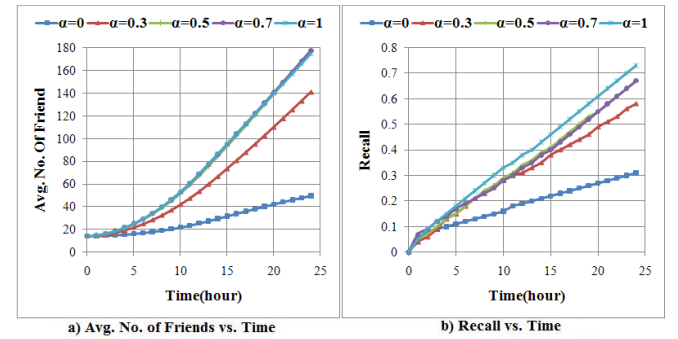 α=0 α=0.3 α=0.5 α=0.7 α=1
180
160
140
120
100
80
60
40
20
0
Avg. No. Of Friend
0 5 10 15 20 25
Time(hour)
a) Avg. No. of Friends vs. Time
α=0 α=0.3 α=0.5 α=0.7 α=1
0.8
0.7
0.6
0.5
0.4
0.3
0.2
0.1
0
Recall
0 5 10 15 20 25
Time(hour)
b) Recall vs. Time